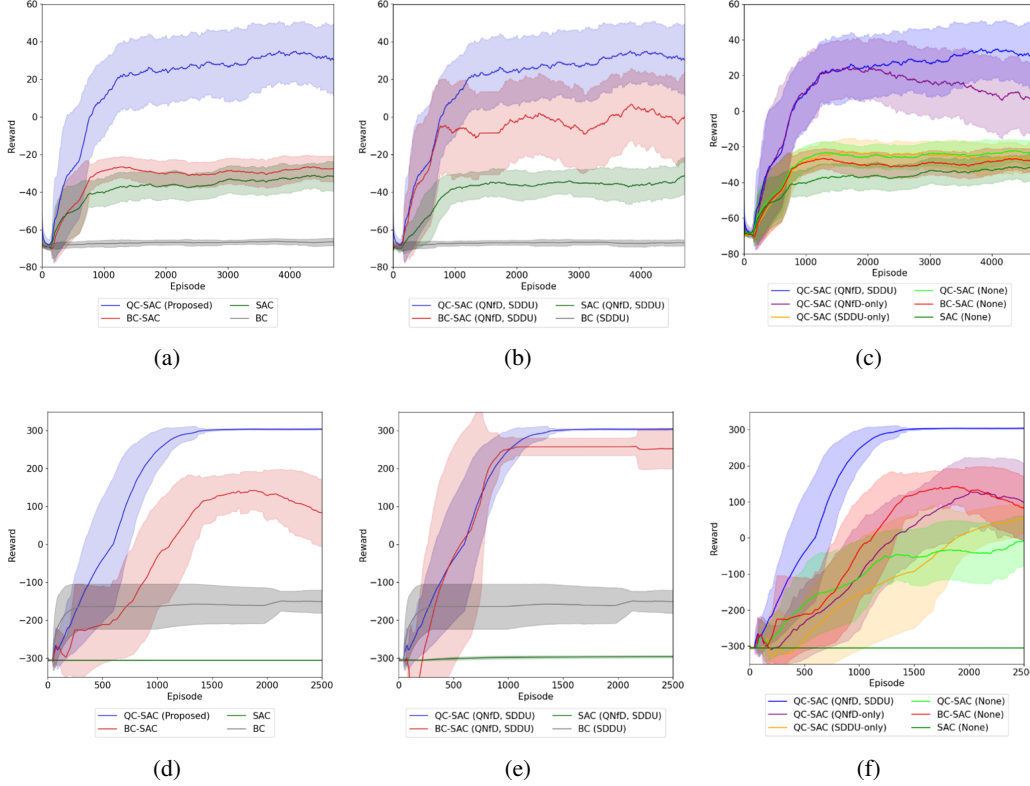 60
40
20
0
−20
−40
−60
−80
Reward
0 1000 2000 3000 4000
Episode
QC-SAC (Proposed) SAC
BC-SAC BC
(a)
60
40
20
0
−20
−40
−60
−80
Reward
0 1000 2000 3000 4000
Episode
QC-SAC (QNfD, SDDU) SAC (QNfD, SDDU)
BC-SAC (QNfD, SDDU) BC (SDDU)
(b)
60
40
20
0
−20
−40
−60
−80
Reward
0 1000 2000 3000 4000
Episode
QC-SAC (QNfD, SDDU) QC-SAC (None)
QC-SAC (QNfD-only) BC-SAC (None)
QC-SAC (SDDU-only) SAC (None)
(c)
300
200
100
0
−100
−200
−300
Reward
0 500 1000 1500 2000 2500
Episode
QC-SAC (Proposed) SAC
BC-SAC BC
(d)
300
200
100
0
−100
−200
−300
Reward
0 500 1000 1500 2000 2500
Episode
QC-SAC (QNfD, SDDU) SAC (QNfD, SDDU)
BC-SAC (QNfD, SDDU) BC (SDDU)
(e)
300
200
100
0
−100
−200
−300
Reward
0 500 1000 1500 2000 2500
Episode
QC-SAC (QNfD, SDDU) QC-SAC (None)
QC-SAC (QNfD-only) BC-SAC (None)
QC-SAC (SDDU-only) SAC (None)
(f)